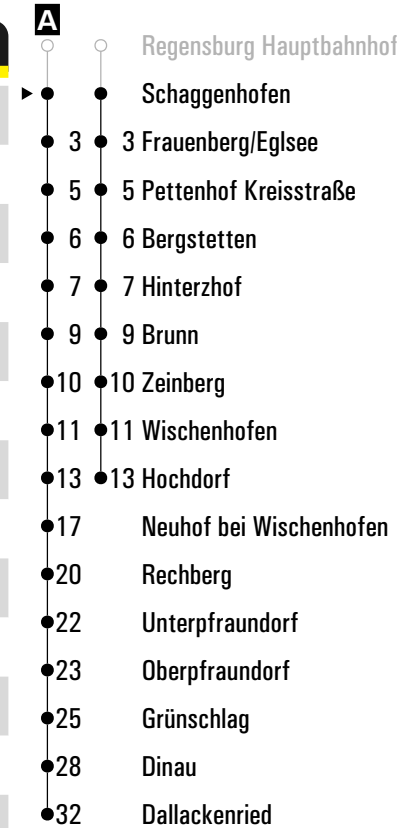 A
Regensburg Hauptbahnhof
Schaggenhofen
3 3 Frauenberg/Eglsee
5 5 Pettenhof Kreisstraße
6 6 Bergstetten
7 7 Hinterzhof
9 9 Brunn
10 10 Zeinberg
11 11 Wischenhofen
13 13 Hochdorf
17 Neuhof bei Wischenhofen
20 Rechberg
22 Unterpfraundorf
23 Oberpfraundorf
25 Grünschlag
28 Dinau
32 Dallackenried